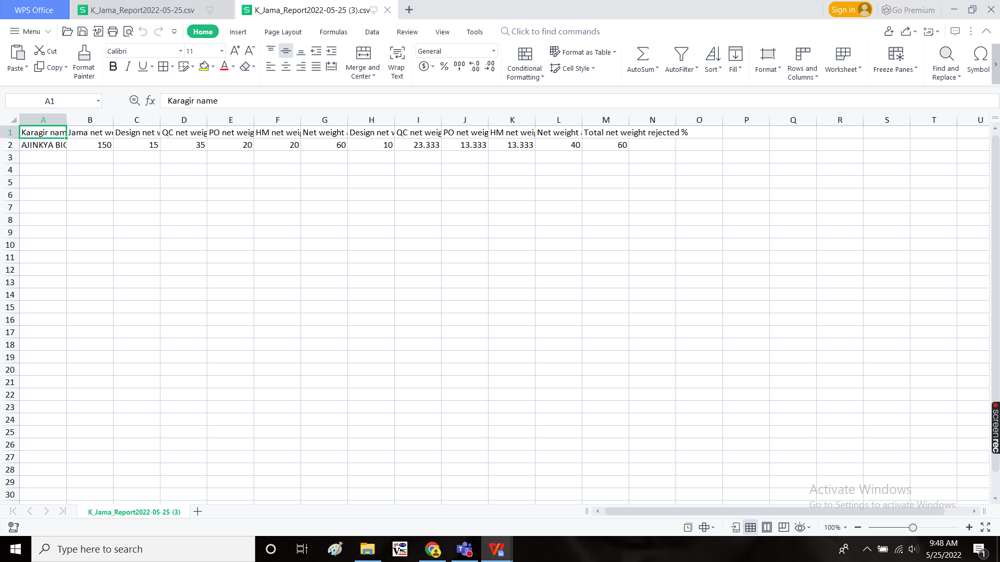 WPS Office K_Jama_Report2022-05-25.csv K_Jama_Report2022-05-25 (3).csv Sign in Go Premium
Menu Home Insert Page Layout Formulas Data Review View Tools Click to find commands
Paste Cut Copy Format Painter Calibri 11 Merge and Center Wrap Text General Conditional Formatting Format as Table Cell Style AutoSum AutoFilter Sort Fill Format Rows and Columns Worksheet Freeze Panes Find and Replace Symbol
A1 fx Karagir name
A B C D E F G H I J K L M N O P Q R S T U
1 Karagir nam Jama net we Design net w QC net weig PO net weig HM net weig Net weight Design net w QC net weig PO net weig HM net weig Net weight Total net weight rejected %
2 AJINKYA BIC 150 15 35 20 20 60 10 23.333 13.333 13.333 40 60
3
4
5
6
7
8
9
10
11
12
13
14
15
16
17
18
19
20
21
22
23
24
25
26
27
28
29
30
screenrec
Activate Windows
Go to Settings to activate Windows.
K_Jama_Report2022-05-25 (3)
100%
Type here to search
VNC
9:48 AM
5/25/2022
1